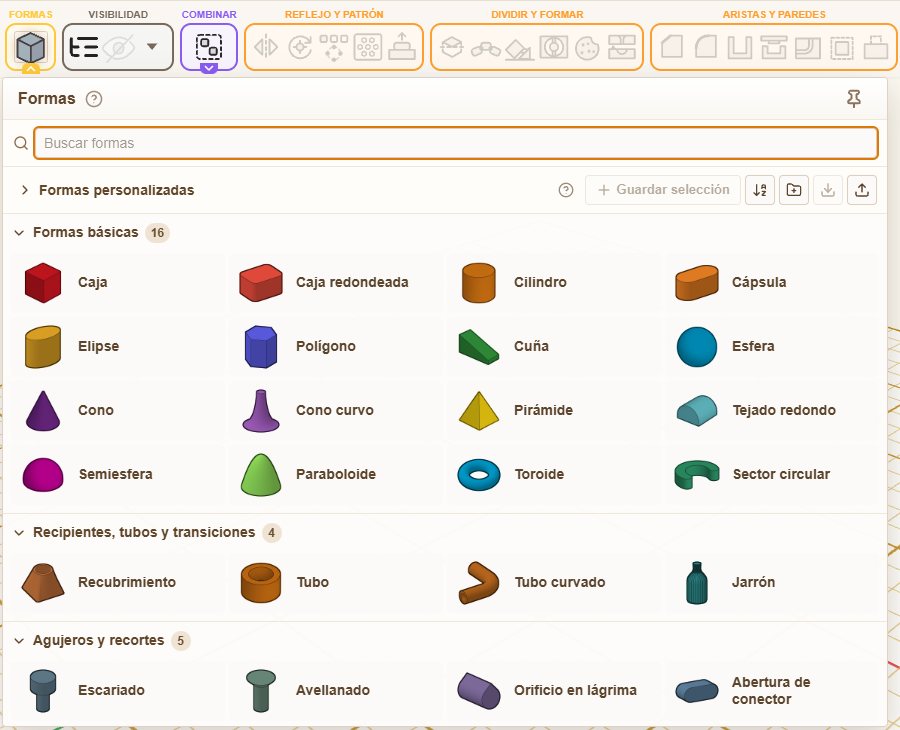 FORMAS VISIBILIDAD COMBINAR REFLEJO Y PATRÓN DIVIDIR Y FORMAR ARISTAS Y PAREDES
Formas
Buscar formas
Formas personalizadas Guardar selección
Formas básicas 16
Caja Caja redondeada Cilindro Cápsula
Elipse Polígono Cuña Esfera
Cono Cono curvo Pirámide Tejado redondo
Semiesfera Paraboloide Toroide Sector circular
Recipientes, tubos y transiciones 4
Recubrimiento Tubo Tubo curvado Jarrón
Agujeros y recortes 5
Escariado Avellanado Orificio en lágrima Abertura de
conector